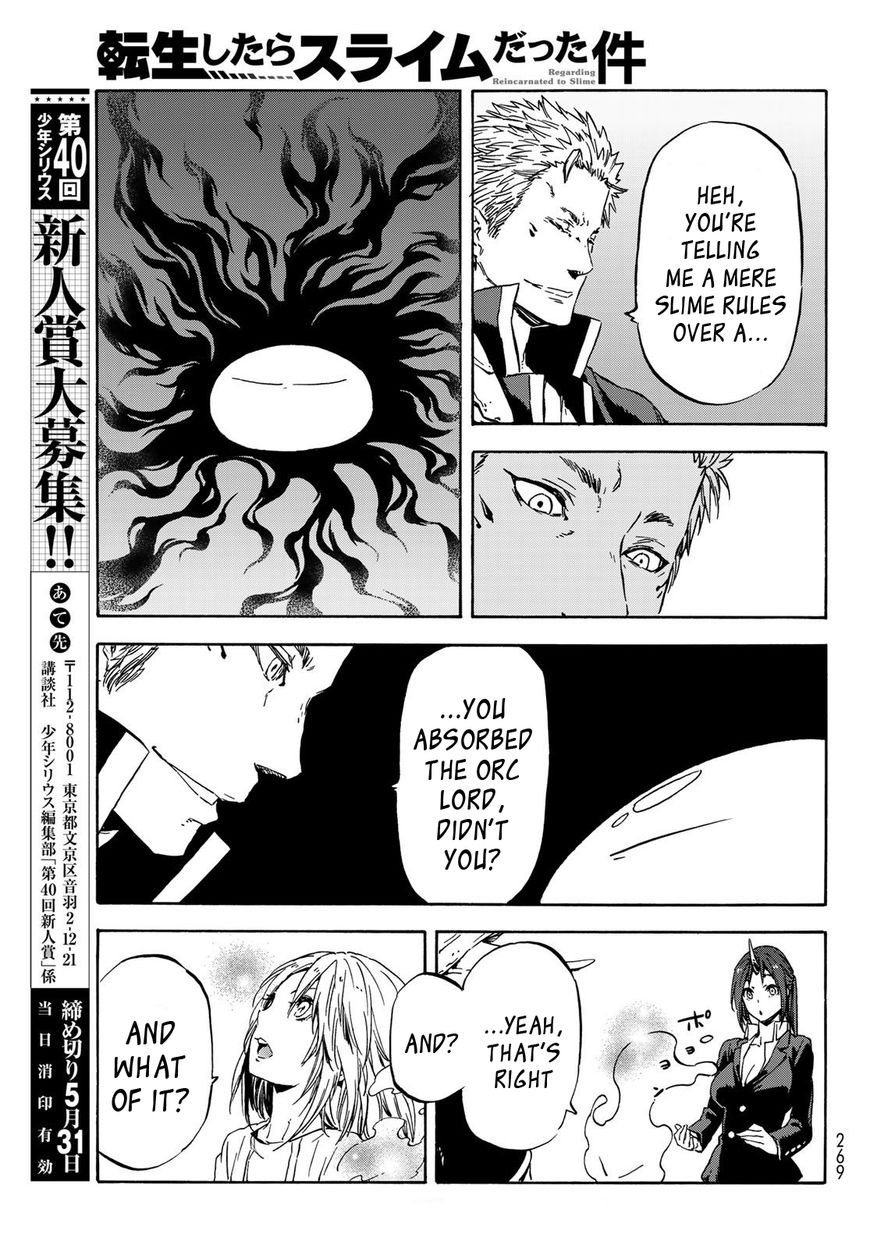 転生したらスライムだった件
Regarding
Reincarnated to Slime
HEH,
YOU'RE
TELLING
ME A MERE
SLIME RULES
OVER A...
...YOU
ABSORBED
THE ORC
LORD,
DIDN'T
YOU?
...YEAH,
THAT'S
RIGHT
ポッ
AND?
AND
WHAT
OF IT?
第40回
少年シリウス
新人賞大募集!!
あて先
〒112-8001 東京都文京区音羽2-12-21
講談社 少年シリウス編集部「第40回新人賞」係
締め切り5月31日
当日消印有効
269